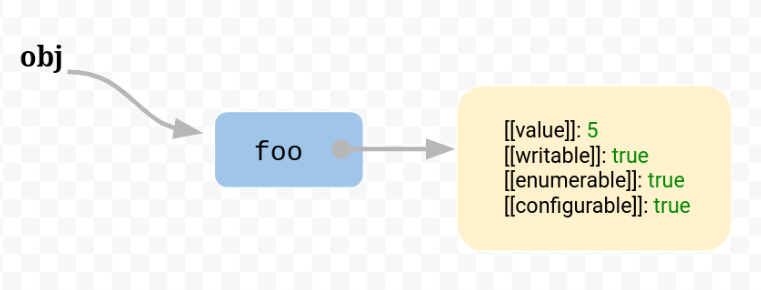 obj
foo
[[value]]: 5
[[writable]]: true
[[enumerable]]: true
[[configurable]]: true